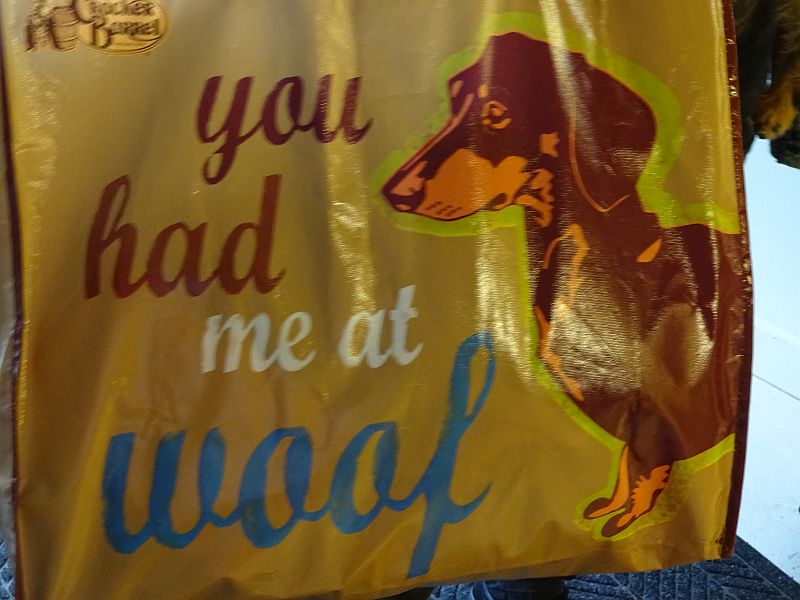 Cracker
Barrel
you
had
me at
woof